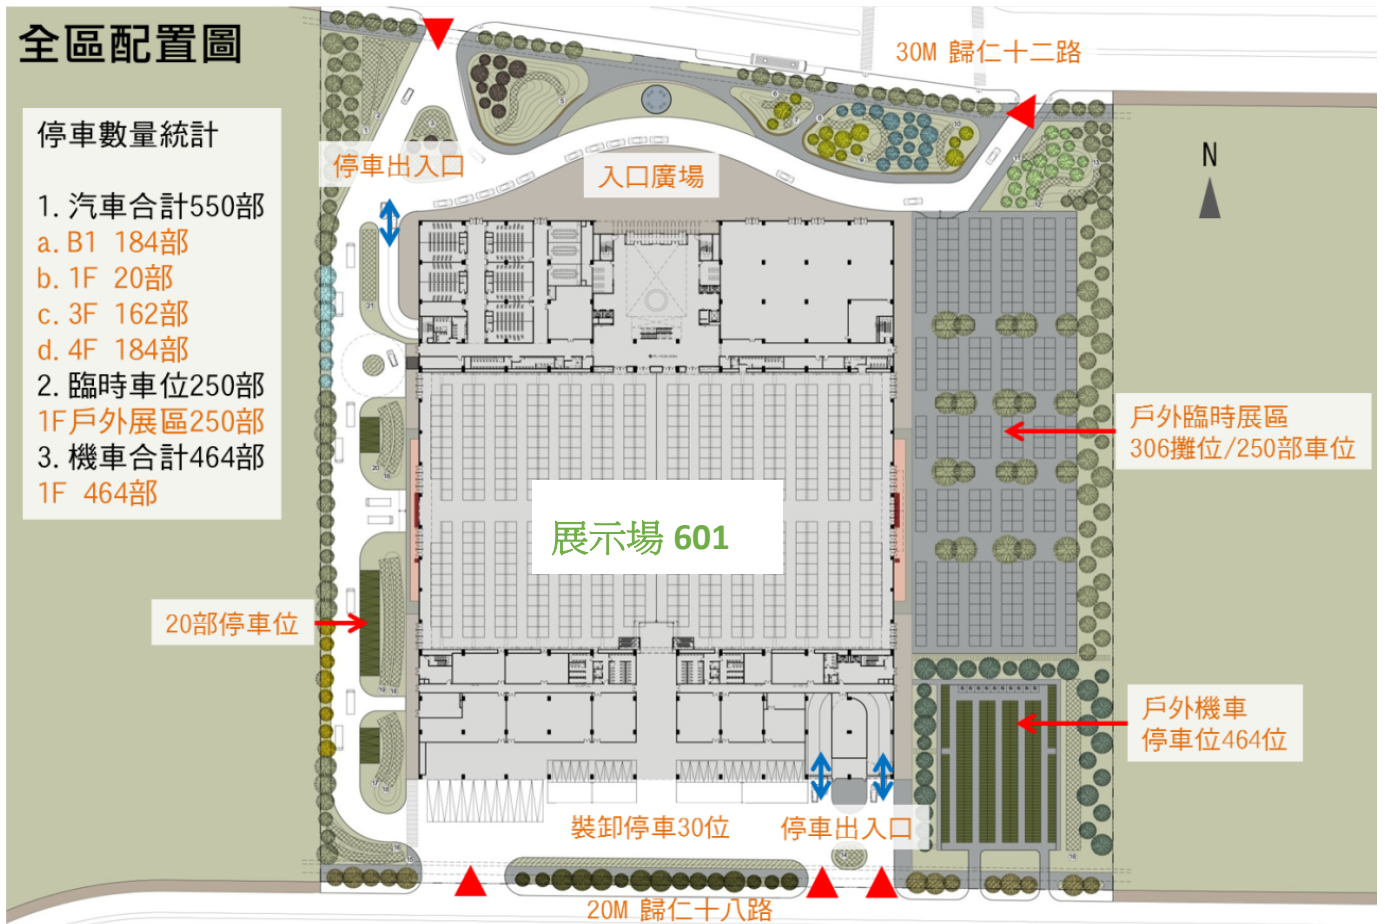 全區配置圖
停車數量統計
1. 汽車合計550部
a. B1 184部
b. 1F 20部
c. 3F 162部
d. 4F 184部
2. 臨時車位250部
1F戶外展區250部
3. 機車合計464部
1F 464部
30M 歸仁十二路
停車出入口
入口廣場
N
戶外臨時展區
306攤位/250部車位
展示場 601
20部停車位
戶外機車
停車位464位
裝卸停車30位
停車出入口
20M 歸仁十八路